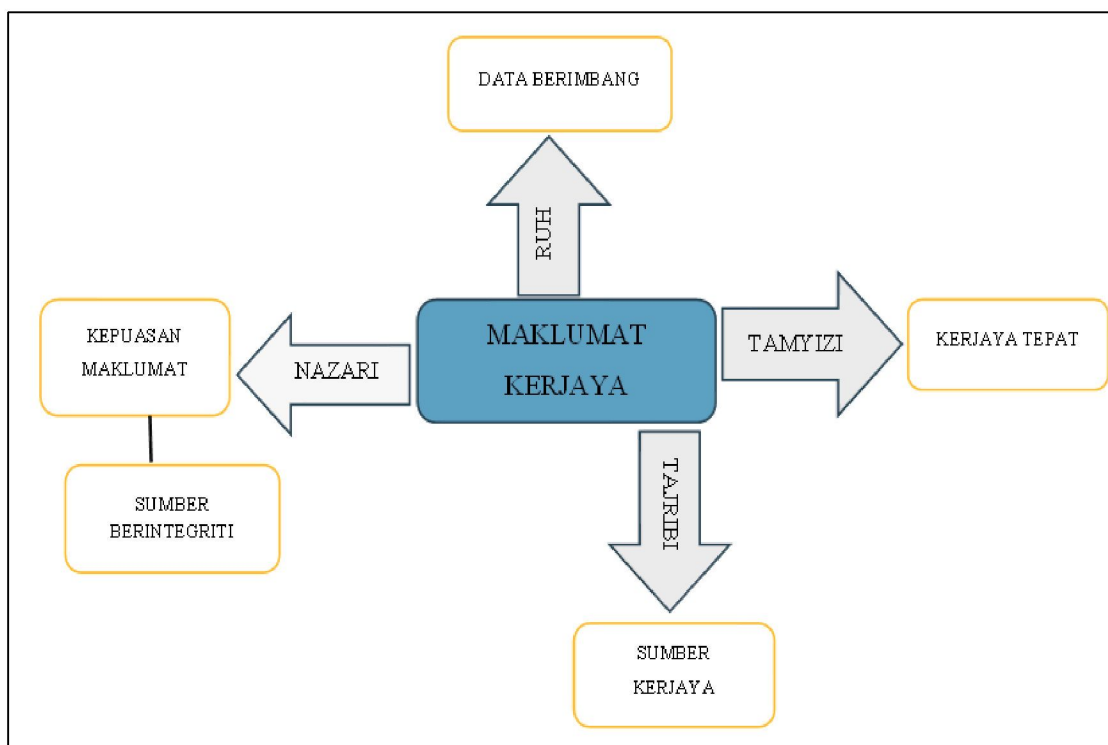 DATA BERIMBANG
RUH
MAKLUMAT
KERJAYA
NAZARI
KEPUASAN
MAKLUMAT
SUMBER
BERINTEGRITI
TAMYIZI
KERJAYA TEPAT
TAJRIBI
SUMBER
KERJAYA